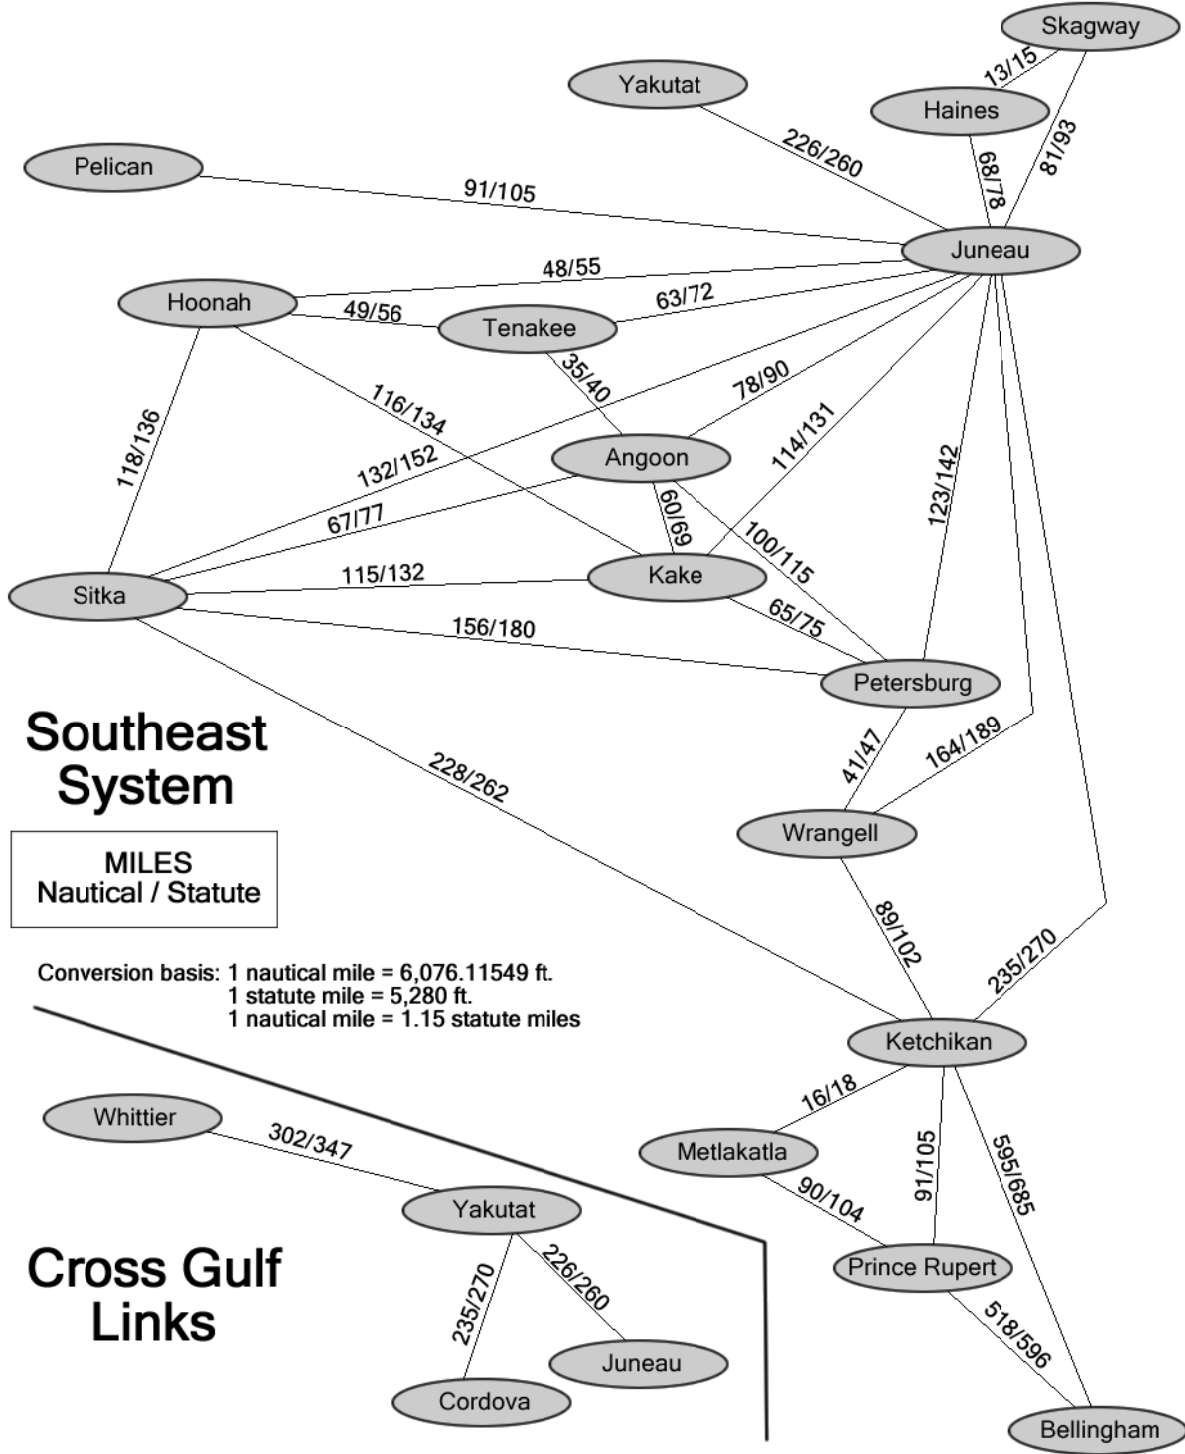 Skagway
13/15
Yakutat
Haines
226/260
81/93
Pelican
68/78
91/105
Juneau
48/55
Hoonah
49/56
63/72
Tenakee
35/40
78/90
116/134
118/136
132/152
114/131
Angoon
67/77
60/69
123/142
100/115
115/132
Kake
Sitka
65/75
156/180
Petersburg
Southeast
System
228/262
41/47
164/189
Wrangell
MILES
Nautical / Statute
89/102
235/270
Conversion basis: 1 nautical mile = 6,076.11549 ft.
1 statute mile = 5,280 ft.
1 nautical mile = 1.15 statute miles
Ketchikan
16/18
Whittier
302/347
Metlakatla
91/105
595/685
90/104
Yakutat
Cross Gulf
Links
235/270
226/260
Prince Rupert
518/596
Juneau
Cordova
Bellingham